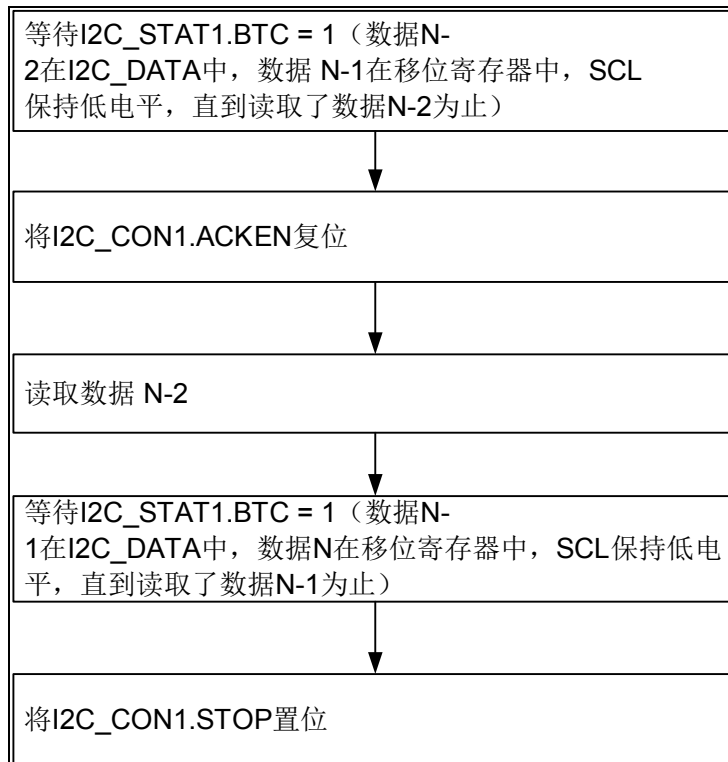 等待I2C_STAT1.BTC = 1（数据N-
2在I2C_DATA中，数据 N-1在移位寄存器中，SCL
保持低电平，直到读取了数据N-2为止）
将I2C_CON1.ACKEN复位
读取数据 N-2
等待I2C_STAT1.BTC = 1（数据N-
1在I2C_DATA中，数据N在移位寄存器中，SCL保持低电
平，直到读取了数据N-1为止）
将I2C_CON1.STOP置位